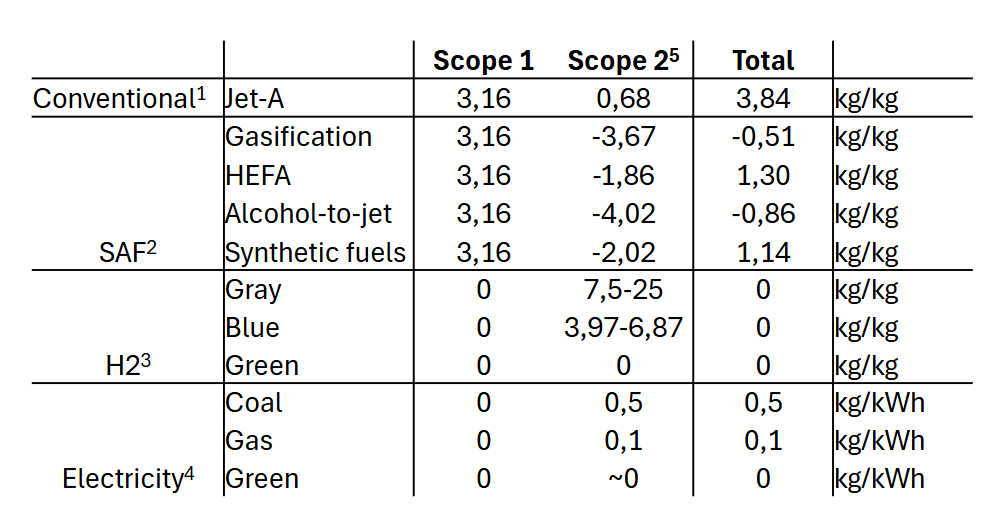 Scope 1 Scope 2⁵ Total
Conventional¹ Jet-A 3,16 0,68 3,84 kg/kg
Gasification 3,16 -3,67 -0,51 kg/kg
HEFA 3,16 -1,86 1,30 kg/kg
Alcohol-to-jet 3,16 -4,02 -0,86 kg/kg
SAF² Synthetic fuels 3,16 -2,02 1,14 kg/kg
Gray 0 7,5-25 0 kg/kg
Blue 0 3,97-6,87 0 kg/kg
H2³ Green 0 0 0 kg/kg
Coal 0 0,5 0,5 kg/kWh
Gas 0 0,1 0,1 kg/kWh
Electricity⁴ Green 0 ~0 0 kg/kWh